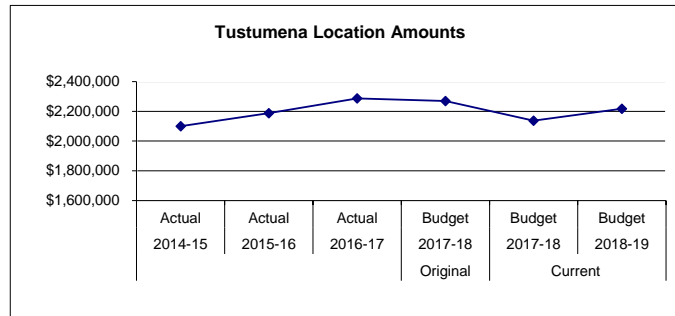 Tustumena Location Amounts
$2,400,000
$2,200,000
$2,000,000
$1,800,000
$1,600,000
Actual Actual Actual Budget Budget Budget
2014-15 2015-16 2016-17 2017-18 2017-18 2018-19
Original Current